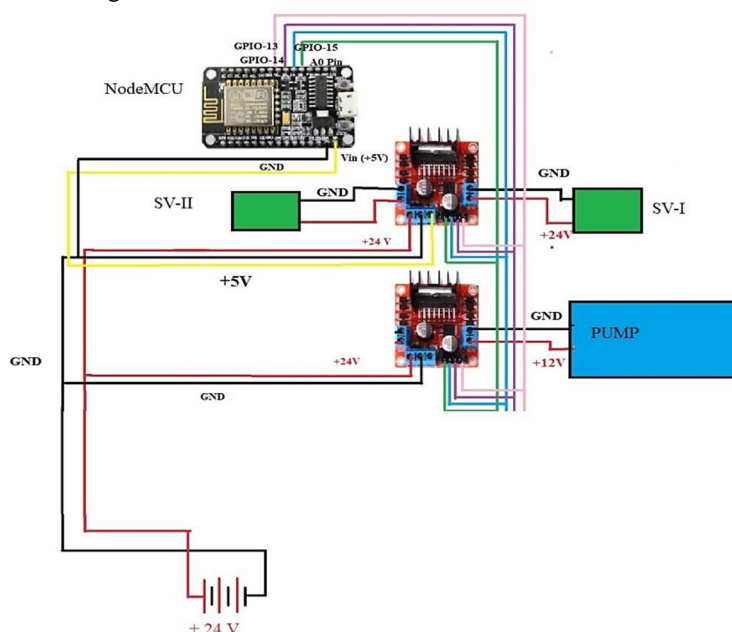 GPIO-13
GPIO-15
GPIO-14
A0 Pin
NodeMCU
Vin (+5V)
GND
GND
GND
SV-II
SV-I
+24 V
+24V
+5V
GND
GND
PUMP
+24V
+12V
GND
+ 24 V